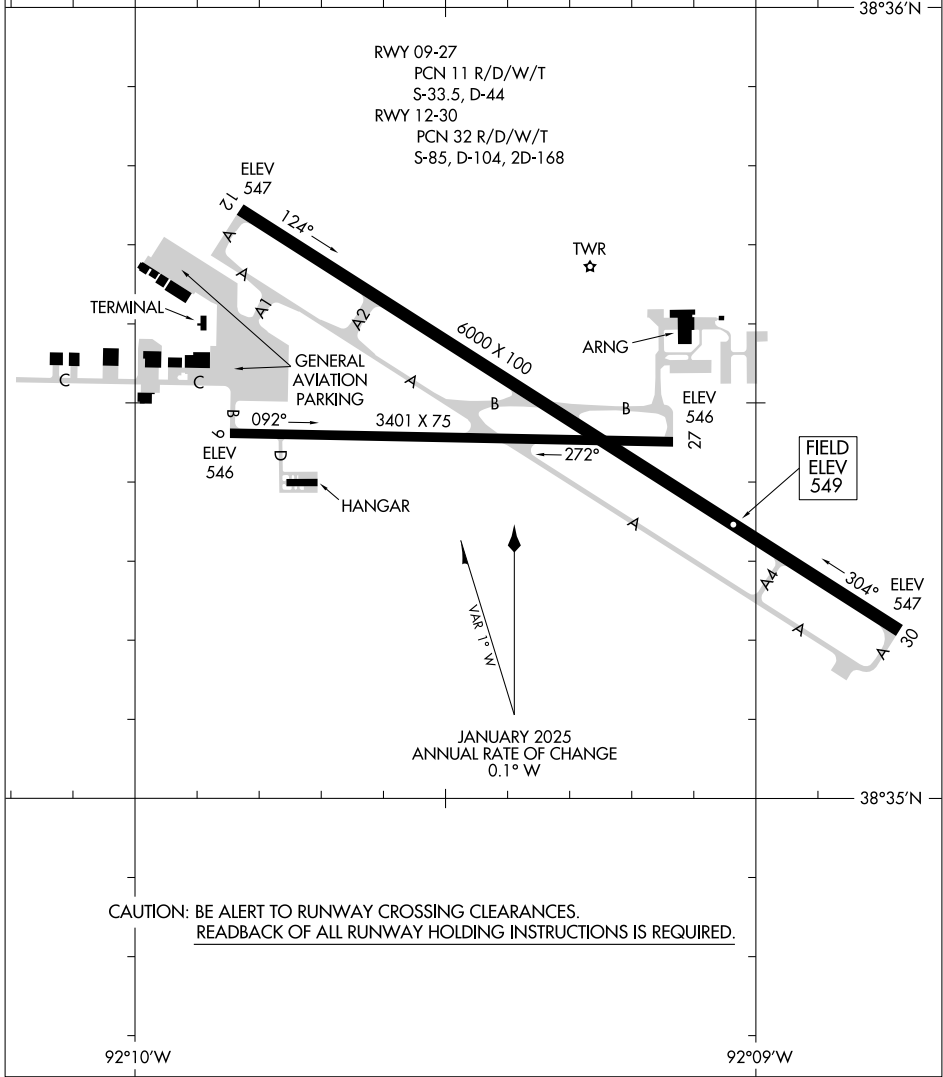 38°36'N
RWY 09-27
PCN 11 R/D/W/T
S-33.5, D-44
RWY 12-30
PCN 32 R/D/W/T
S-85, D-104, 2D-168
ELEV
547
12
124°
A
A
A1
A2
TWR
TERMINAL
6000 X 100
ARNG
GENERAL
AVIATION
PARKING
C
C
A
B
B
ELEV
546
B
092°
3401 X 75
9
27
ELEV
546
272°
D
HANGAR
FIELD
ELEV
549
A
A4
304°
ELEV
547
30
A
A
VAR 1° W
JANUARY 2025
ANNUAL RATE OF CHANGE
0.1° W
38°35'N
CAUTION: BE ALERT TO RUNWAY CROSSING CLEARANCES.
READBACK OF ALL RUNWAY HOLDING INSTRUCTIONS IS REQUIRED.
92°10'W
92°09'W